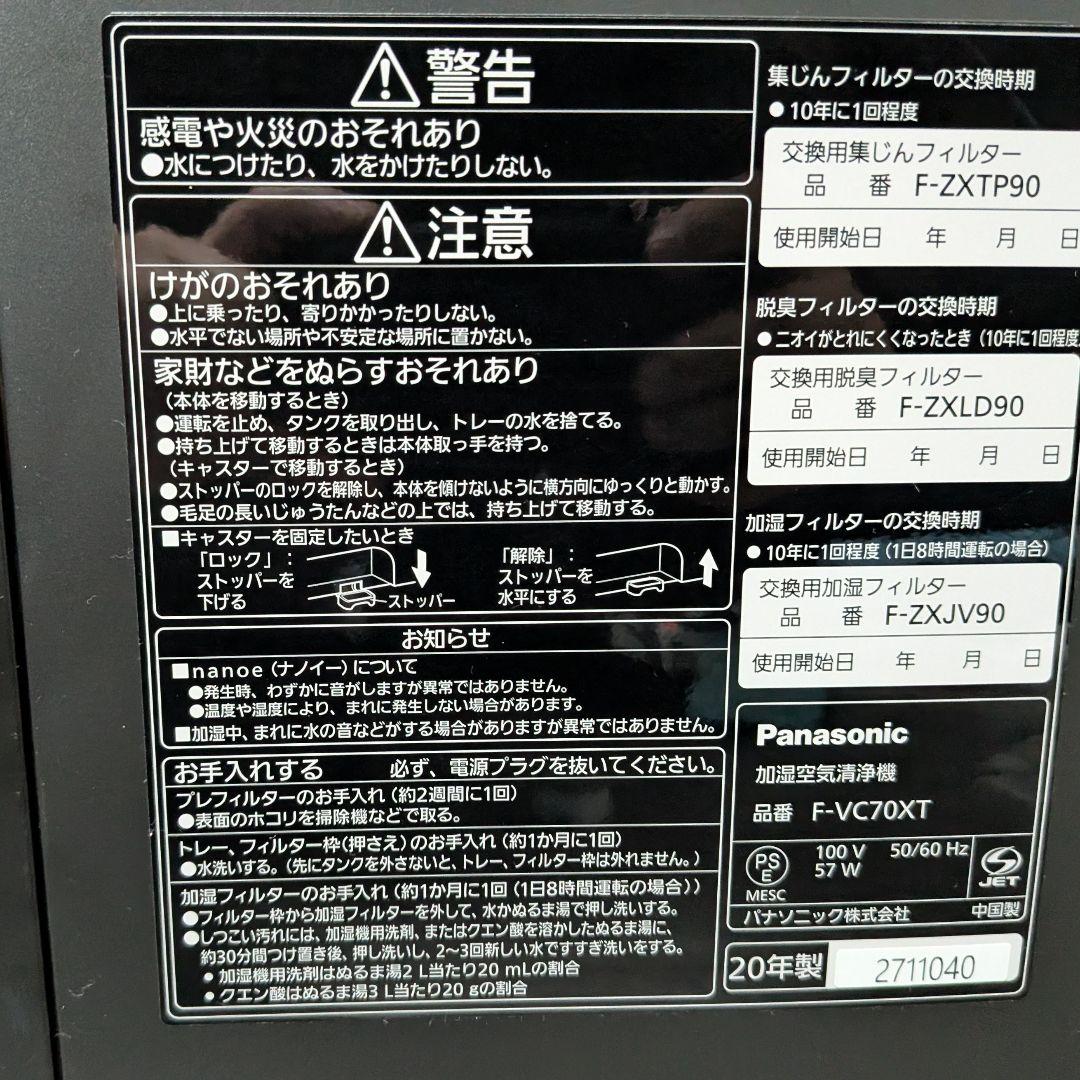 警告
感電や火災のおそれあり
●水につけたり、水をかけたりしない。
注意
けがのおそれあり
●上に乗ったり、寄りかかったりしない。
●水平でない場所や不安定な場所に置かない。
家財などをぬらすおそれあり
（本体を移動するとき）
●運転を止め、タンクを取り出し、トレーの水を捨てる。
●持ち上げて移動するときは本体取っ手を持つ。
（キャスターで移動するとき）
●ストッパーのロックを解除し、本体を傾けないように横方向にゆっくりと動かす。
●毛足の長いじゅうたんなどの上では、持ち上げて移動する。
■キャスターを固定したいとき
「ロック」：
ストッパーを
下げる
ストッパー
「解除」：
ストッパーを
水平にする
お知らせ
■nanoe（ナノイー）について
●発生時、わずかに音がしますが異常ではありません。
●温度や湿度により、まれに発生しない場合があります。
■加湿中、まれに水の音などがする場合がありますが異常ではありません。
お手入れする 必ず、電源プラグを抜いてください。
プレフィルターのお手入れ（約2週間に1回）
●表面のホコリを掃除機などで取る。
トレー、フィルター枠（押さえ）のお手入れ（約1か月に1回）
●水洗いする。（先にタンクを外さないと、トレー、フィルター枠は外れません。）
加湿フィルターのお手入れ（約1か月に1回（1日8時間運転の場合））
●フィルター枠から加湿フィルターを外して、水かぬるま湯で押し洗いする。
●しつこい汚れには、加湿機用洗剤、またはクエン酸を溶かしたぬるま湯に、
約30分間つけ置き後、押し洗いし、2～3回新しい水ですすぎ洗いをする。
• 加湿機用洗剤はぬるま湯2 L当たり20 mLの割合
• クエン酸はぬるま湯3 L当たり20 gの割合
集じんフィルターの交換時期
●10年に1回程度
交換用集じんフィルター
品 番 F-ZXTP90
使用開始日 年 月 日
脱臭フィルターの交換時期
●ニオイがとれにくくなったとき（10年に1回程度
交換用脱臭フィルター
品 番 F-ZXLD90
使用開始日 年 月 日
加湿フィルターの交換時期
●10年に1回程度（1日8時間運転の場合）
交換用加湿フィルター
品 番 F-ZXJV90
使用開始日 年 月 日
Panasonic
加湿空気清浄機
品番 F-VC70XT
PS
E
MESC
100 V 50/60 Hz
57 W
JET
パナソニック株式会社 中国製
20年製 2711040